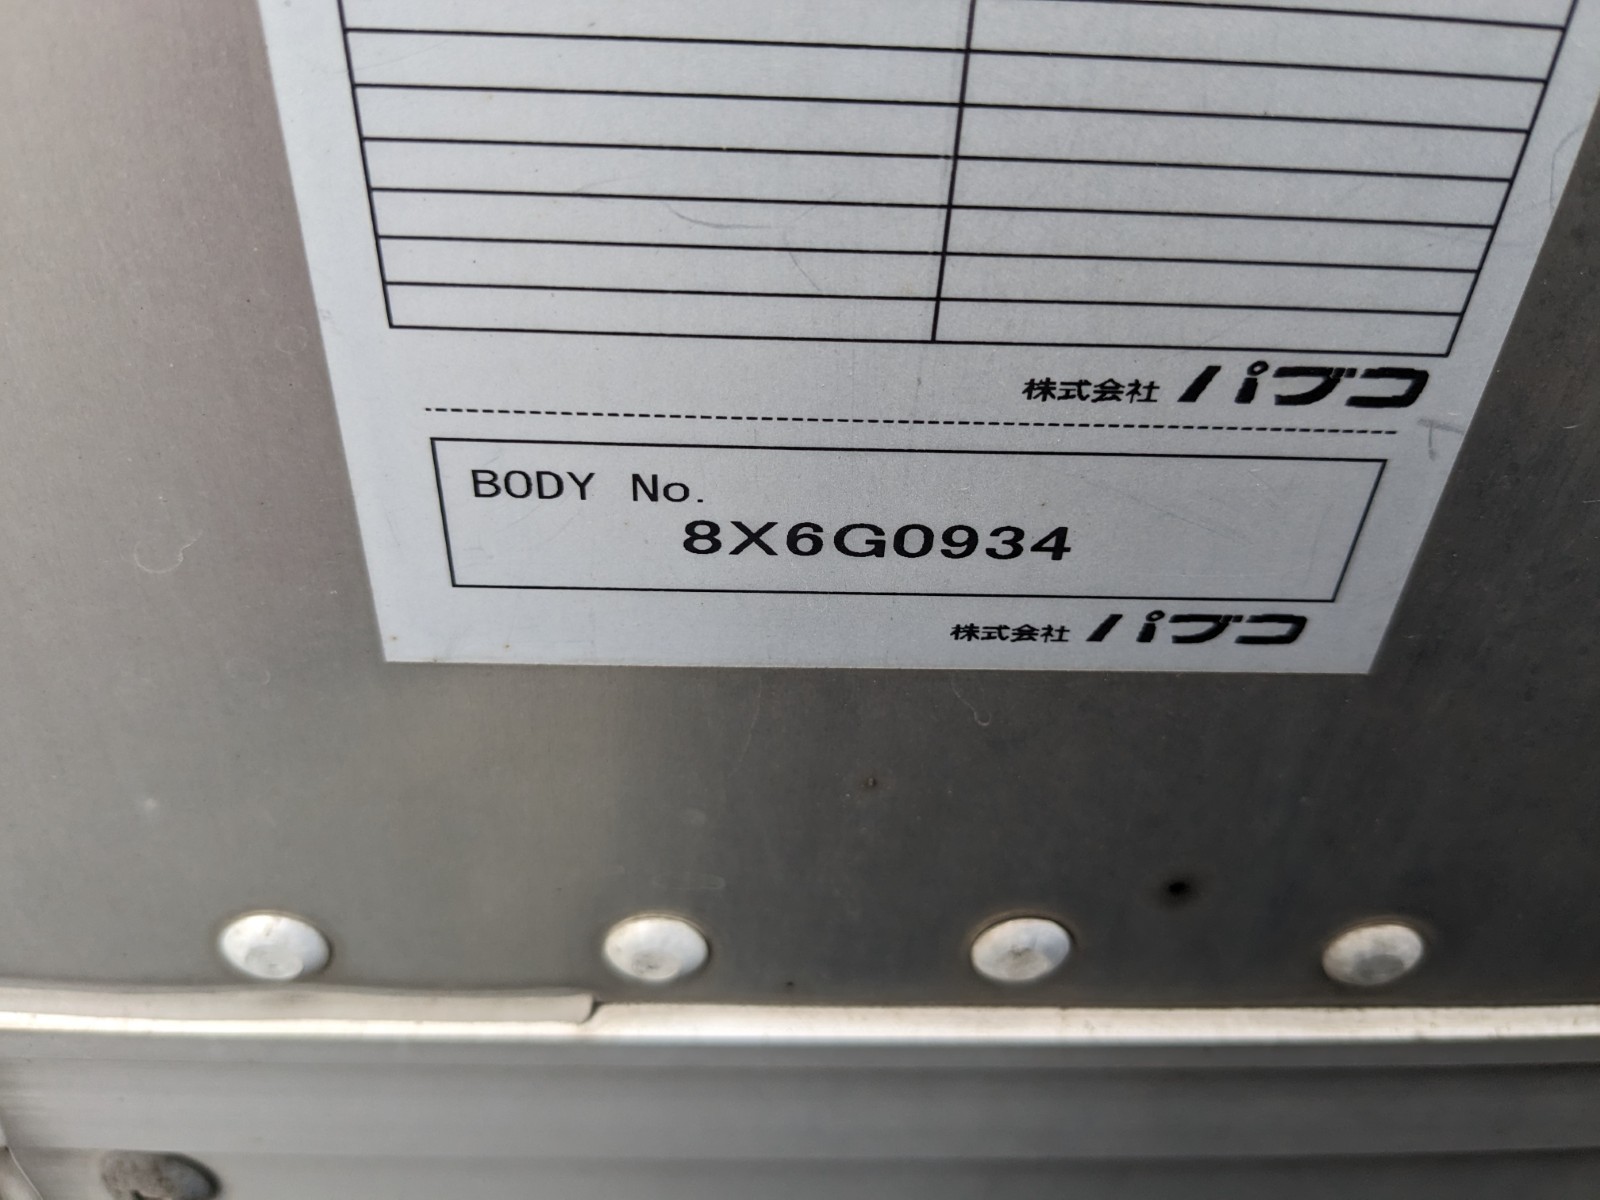 株式会社 パブコ
BODY No.
8X6G0934
株式会社 パブコ